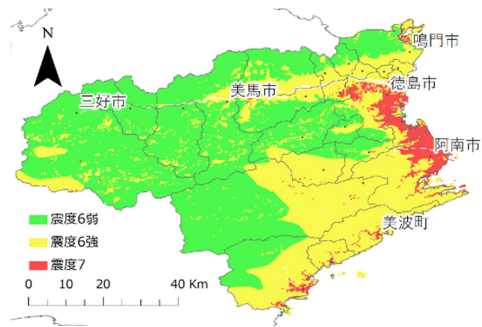 N
鳴門市
徳島市
美馬市
三好市
阿南市
美波町
震度6弱
震度6強
震度7
0 10 20 40 Km